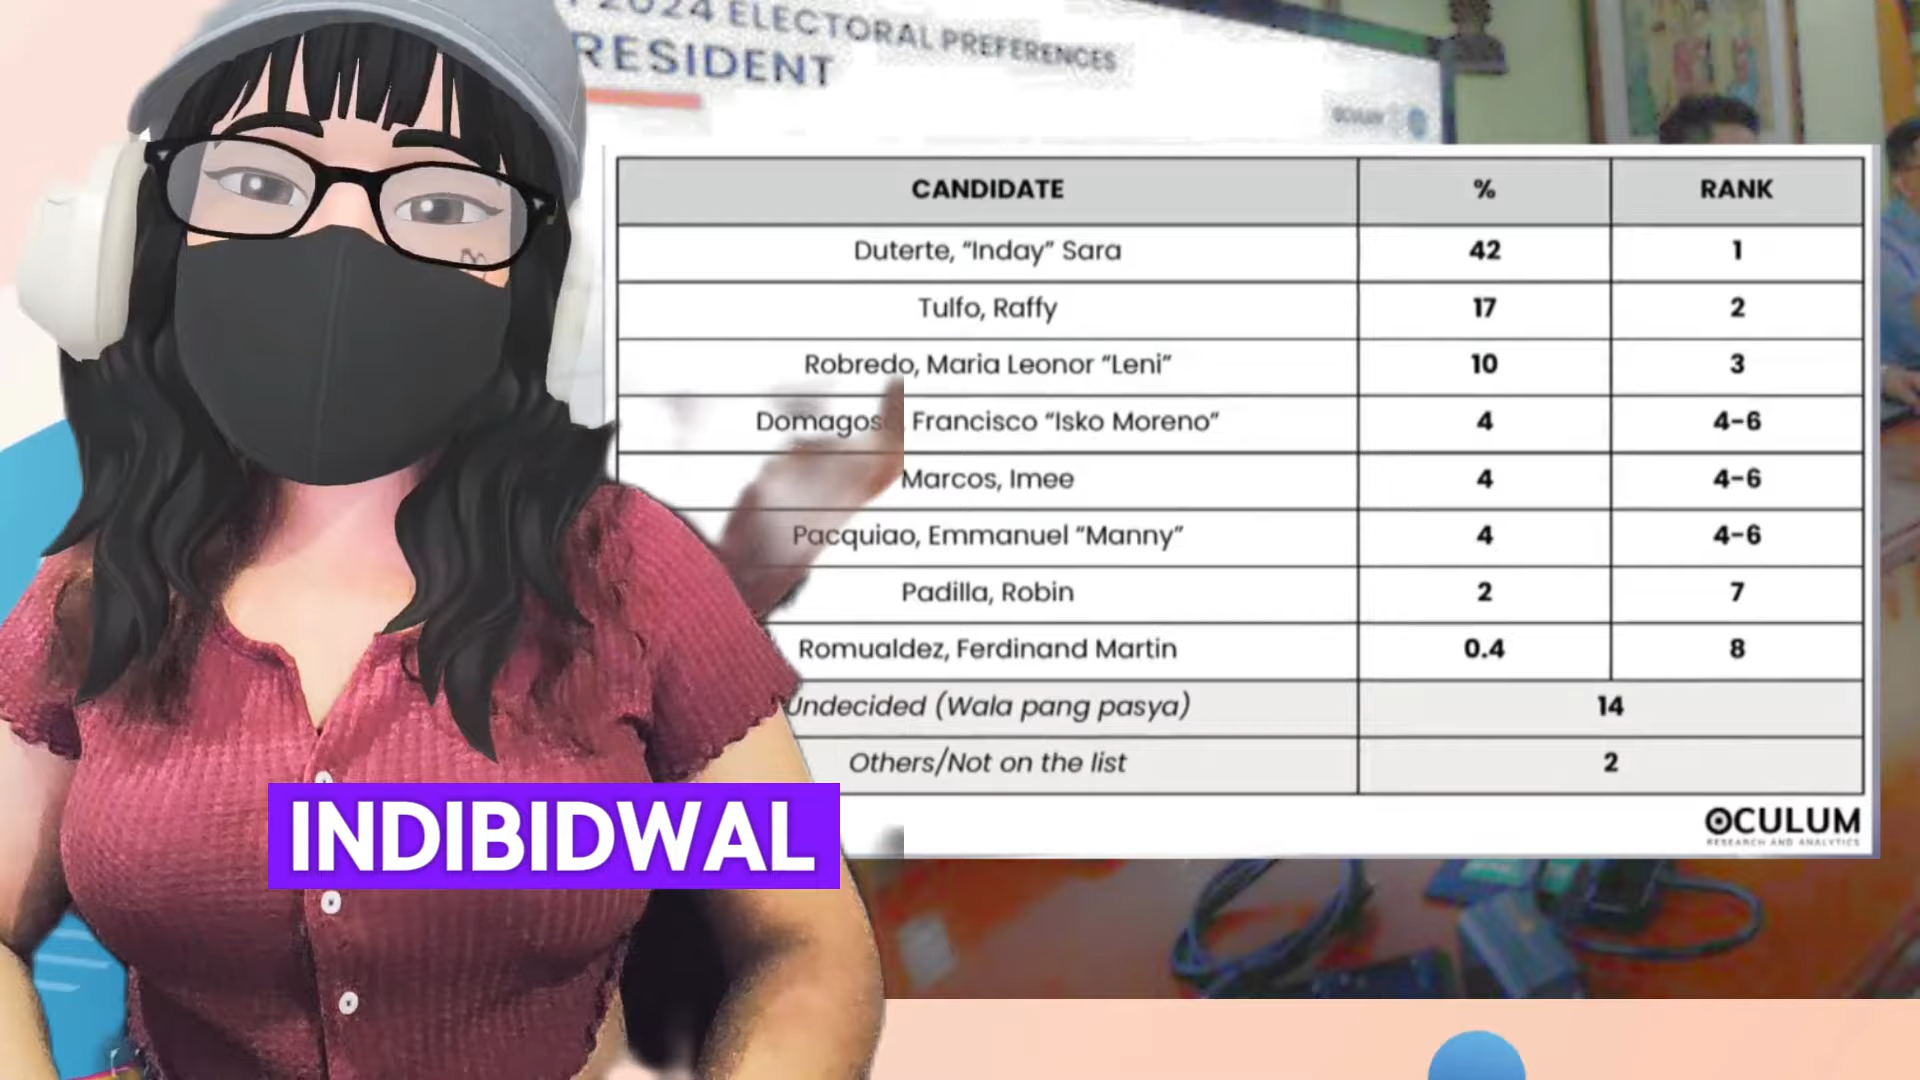 2024 ELECTORAL PREFERENCES
RESIDENT
CANDIDATE % RANK
Duterte, “Inday” Sara 42 1
Tulfo, Raffy 17 2
Robredo, Maria Leonor “Leni” 10 3
Domagos Francisco “Isko Moreno” 4 4-6
Marcos, Imee 4 4-6
Pacquiao, Emmanuel “Manny” 4 4-6
Padilla, Robin 2 7
Romualdez, Ferdinand Martin 0.4 8
Undecided (Wala pang pasya) 14
Others/Not on the list 2
OCULUM
RESEARCH AND ANALYTICS
INDIBIDWAL